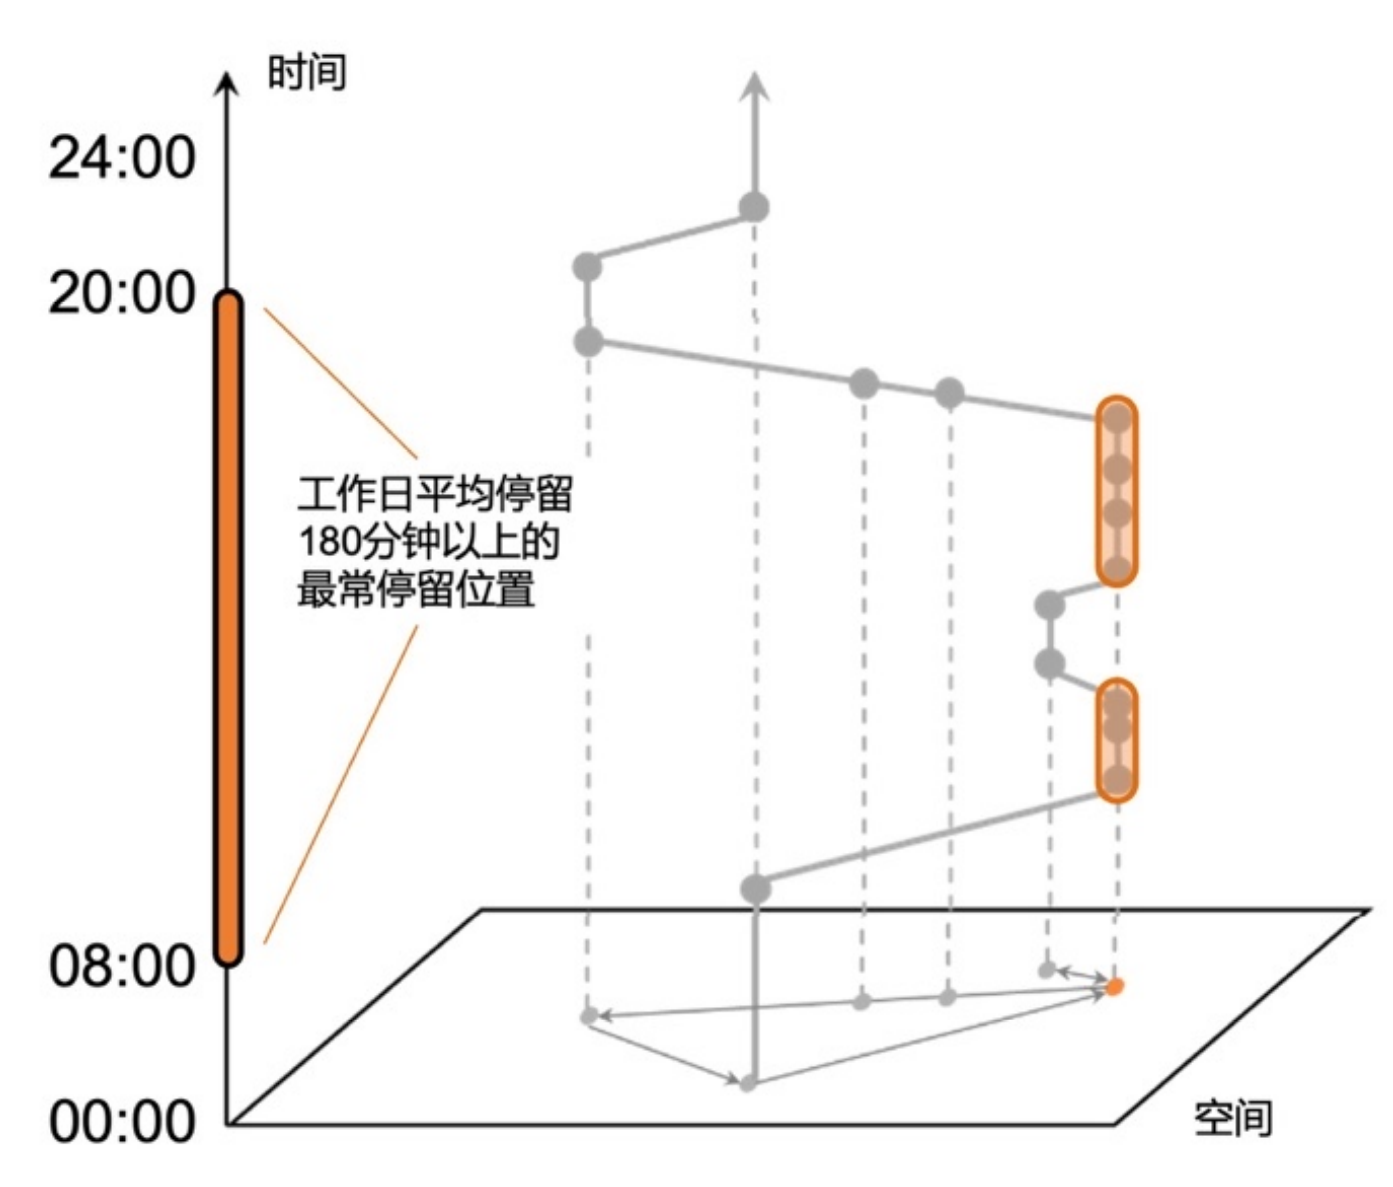 时间
24:00
20:00
工作日平均停留
180分钟以上的
最常停留位置
08:00
00:00
空间